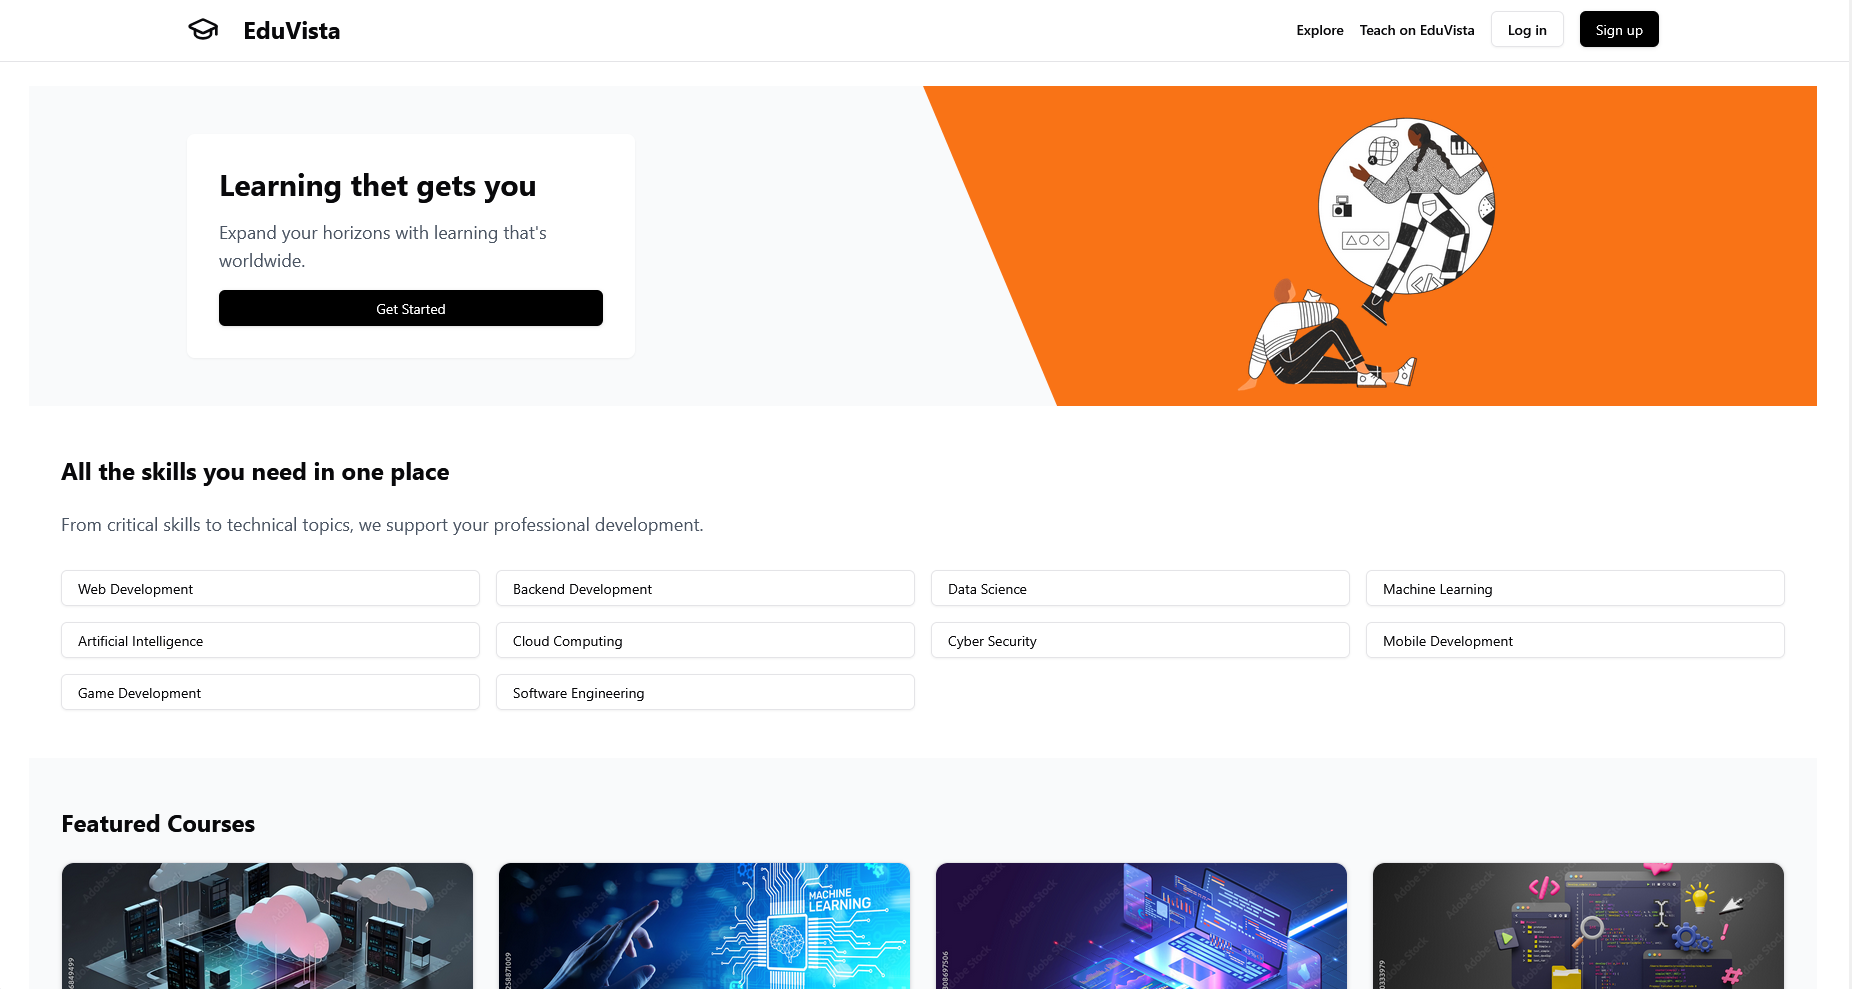 EduVista
Explore
Teach on EduVista
Log in
Sign up
Learning thet gets you
Expand your horizons with learning that's
worldwide.
Get Started
All the skills you need in one place
From critical skills to technical topics, we support your professional development.
Web Development
Backend Development
Data Science
Machine Learning
Artificial Intelligence
Cloud Computing
Cyber Security
Mobile Development
Game Development
Software Engineering
Featured Courses
MACHINE
LEARNING
Adobe Stock